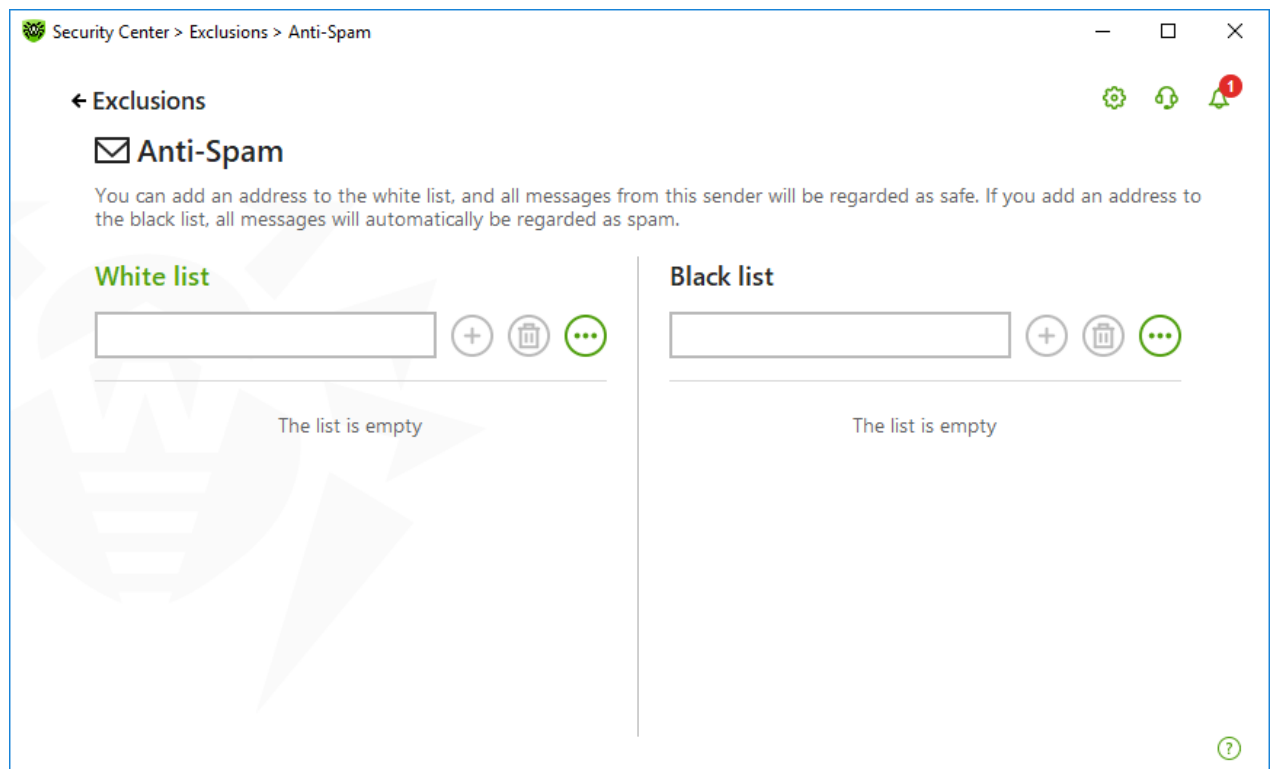 Security Center > Exclusions > Anti-Spam
Exclusions
1
Anti-Spam
You can add an address to the white list, and all messages from this sender will be regarded as safe. If you add an address to
the black list, all messages will automatically be regarded as spam.
White list
Black list
The list is empty
The list is empty
?